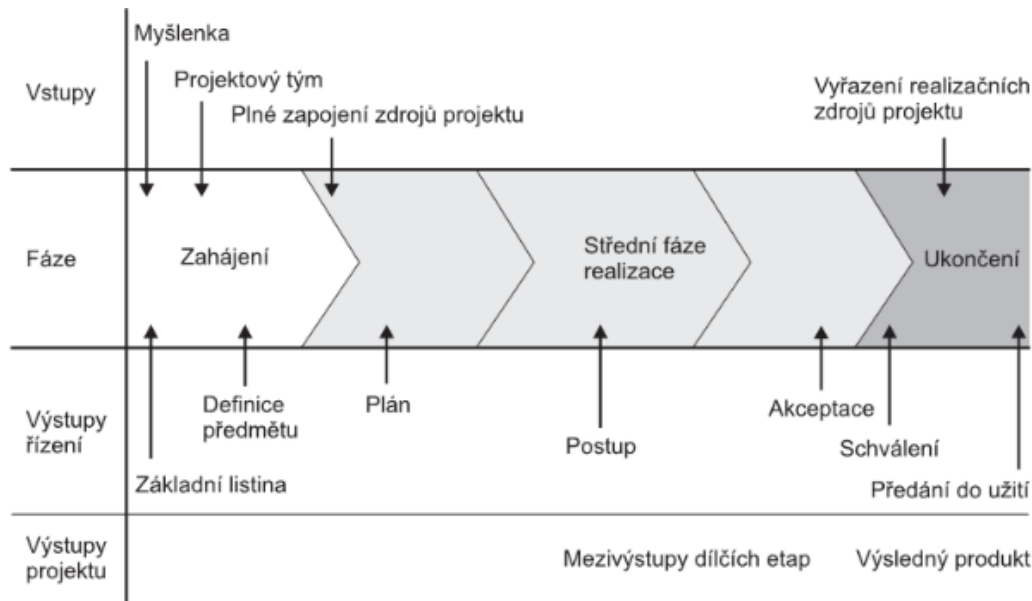 Myšlenka
Projektový tým
Plné zapojení zdrojů projektu
Vyřazení realizačních
zdrojů projektu
Vstupy
Fáze
Zahájení
Střední fáze
realizace
Ukončení
Výstupy
řízení
Definice
předmětu
Plán
Postup
Akceptace
Schválení
Základní listina
Předání do užití
Výstupy
projektu
Mezivýstupy dílčích etap
Výsledný produkt